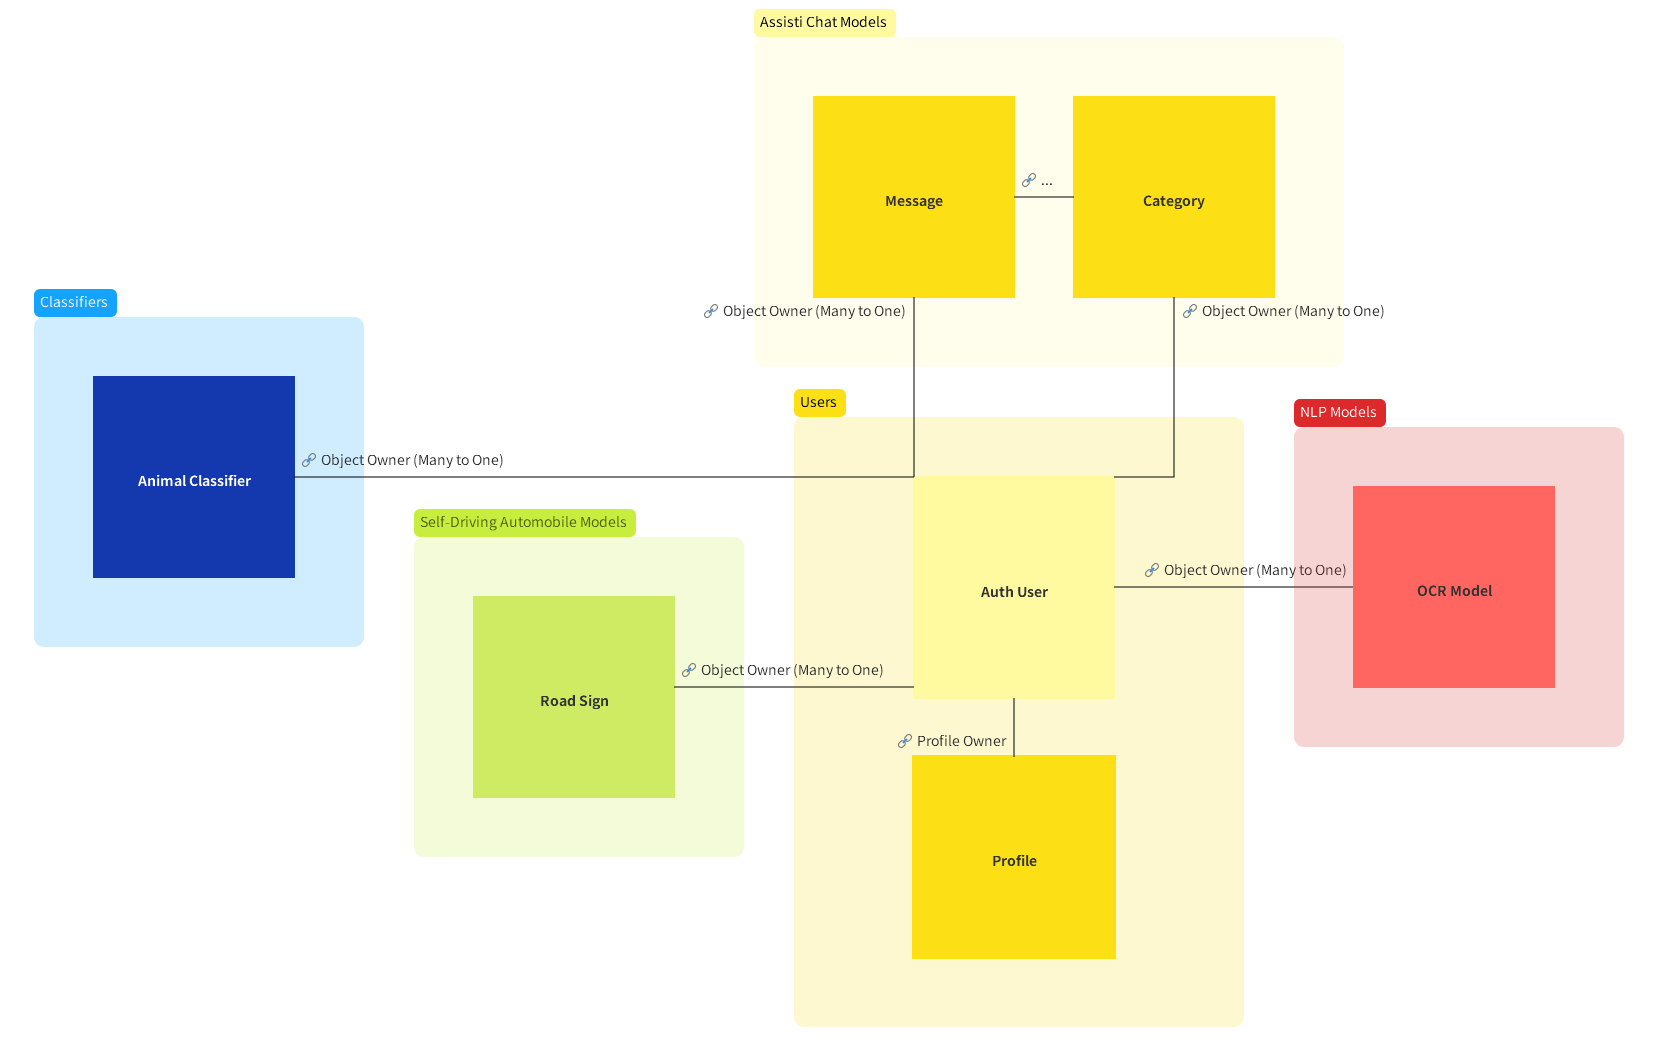 Assisti Chat Models
Message
...
Category
Object Owner (Many to One)
Object Owner (Many to One)
Classifiers
Animal Classifier
Object Owner (Many to One)
Users
NLP Models
Self-Driving Automobile Models
Auth User
Object Owner (Many to One)
OCR Model
Road Sign
Object Owner (Many to One)
Profile Owner
Profile